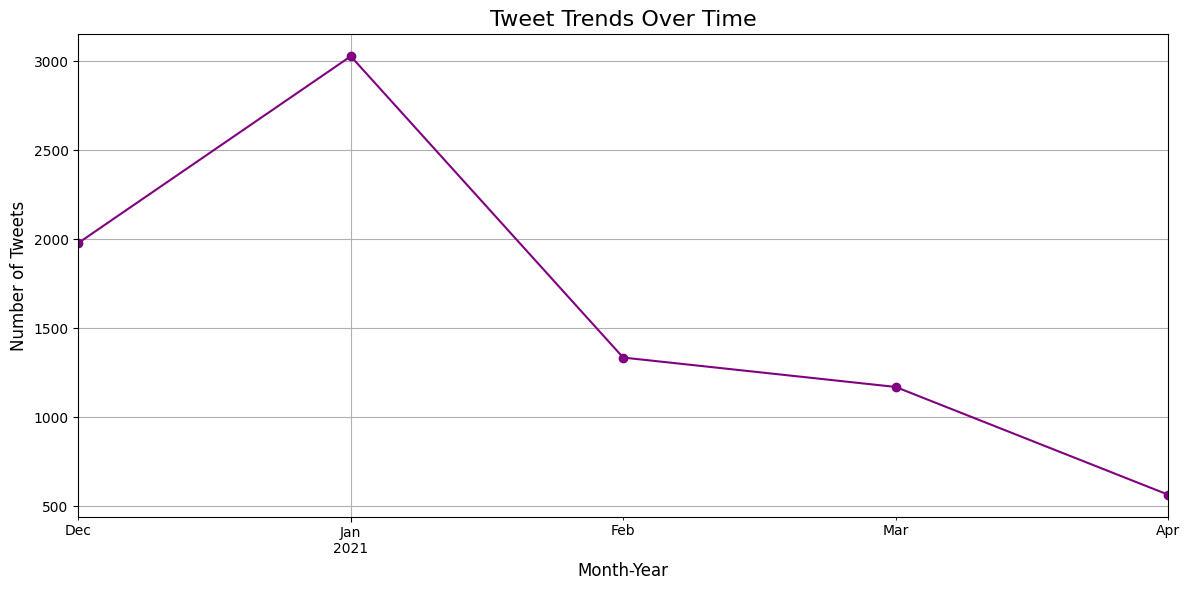 Tweet Trends Over Time
Number of Tweets
3000
2500
2000
1500
1000
500
Dec
Jan
2021
Feb
Mar
Apr
Month-Year